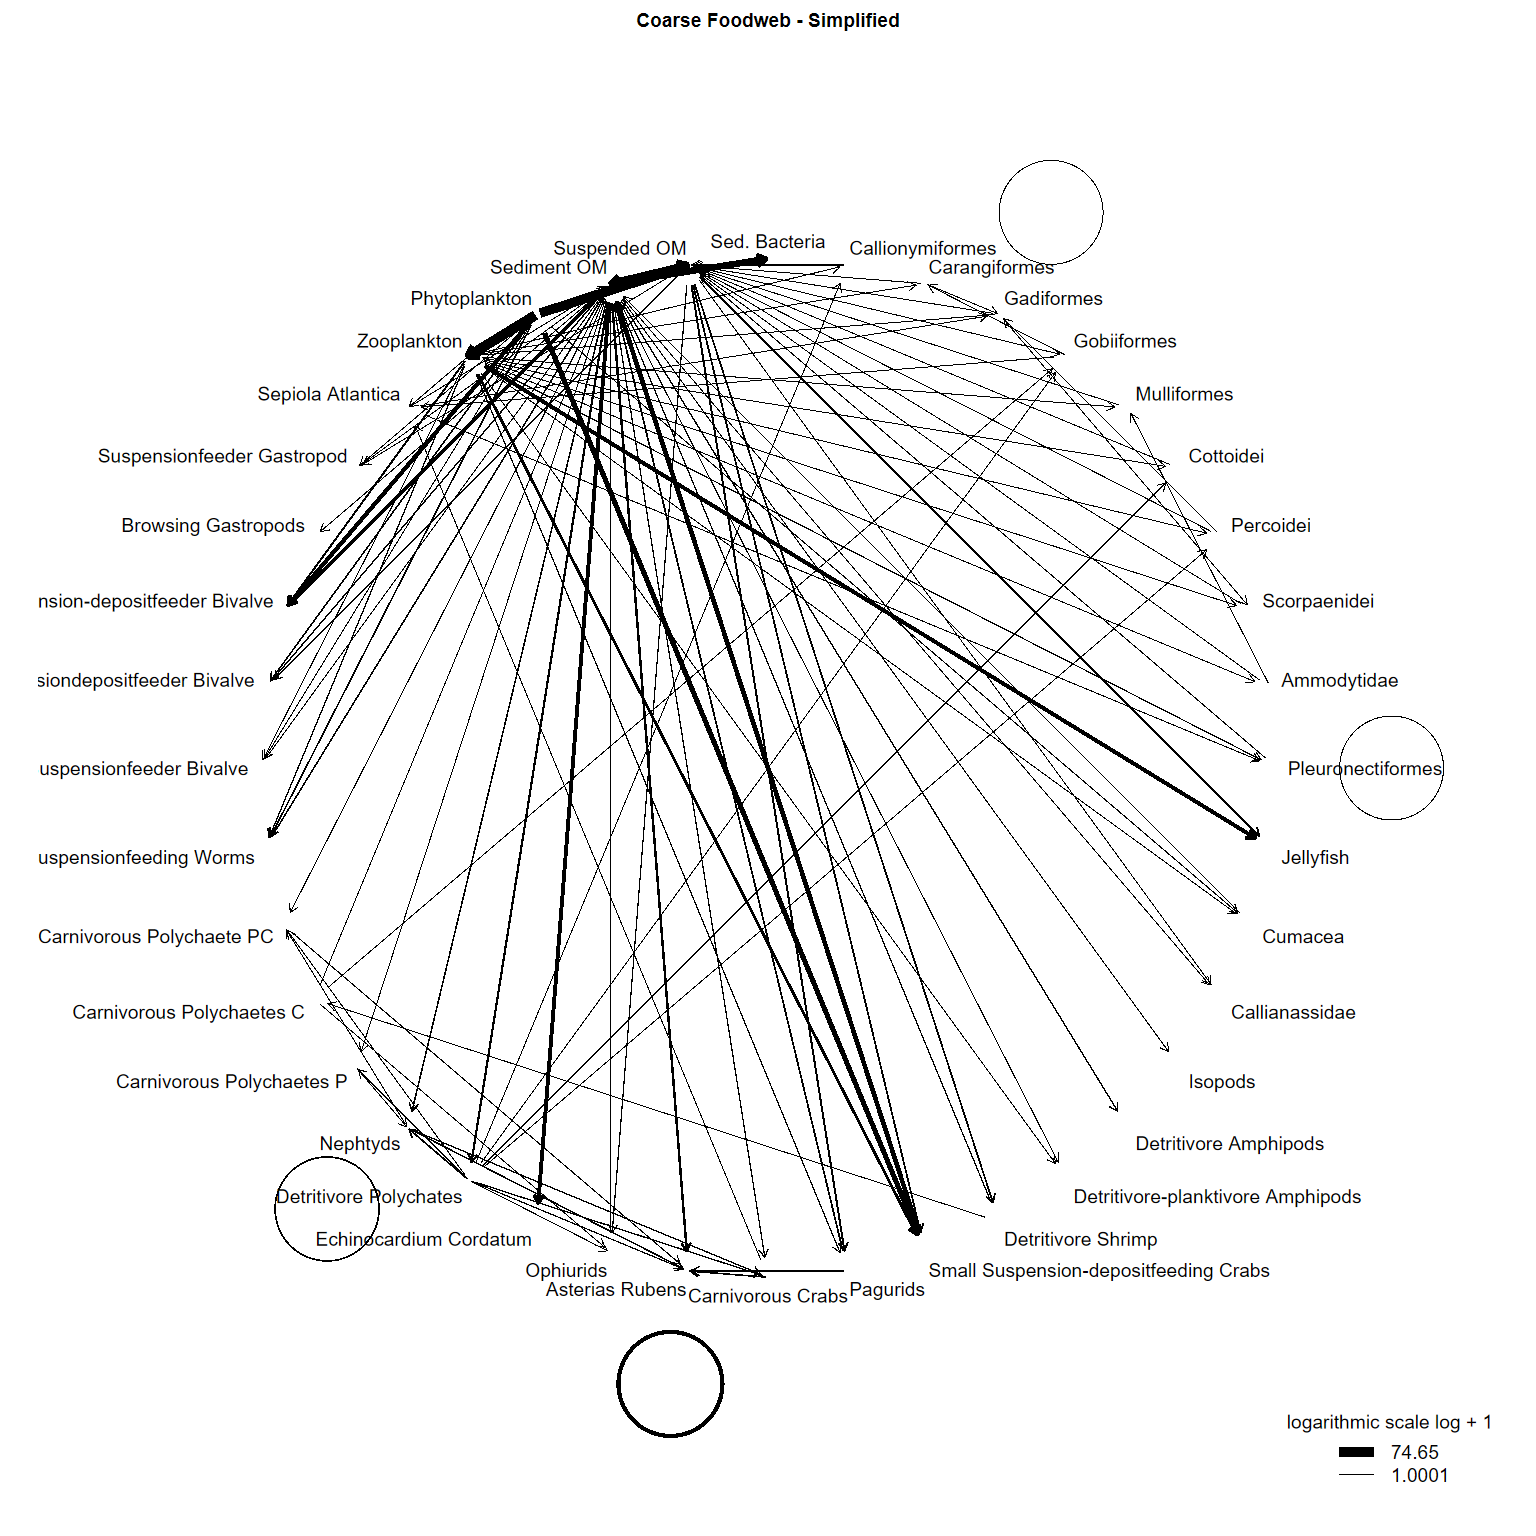 Coarse Foodweb - Simplified
Suspended OM
Sed. Bacteria
Callionymiformes
Sediment OM
Carangiformes
Phytoplankton
Gadiformes
Zooplankton
Gobiiformes
Sepiola Atlantica
Mulliformes
Suspensionfeeder Gastropod
Cottoidei
Browsing Gastropods
Percoidei
nsion-depositfeeder Bivalve
Scorpaenidei
siondepositfeeder Bivalve
Ammodytidae
uspensionfeeder Bivalve
Pleuronectiformes
uspensionfeeding Worms
Jellyfish
Carnivorous Polychaete PC
Cumacea
Carnivorous Polychaetes C
Callianassidae
Carnivorous Polychaetes P
Isopods
Nephtyds
Detritivore Amphipods
Detritivore Polychates
Detritivore-planktivore Amphipods
Echinocardium Cordatum
Detritivore Shrimp
Ophiurids
Small Suspension-depositfeeding Crabs
Asterias Rubens
Carnivorous Crabs
Pagurids
logarithmic scale log + 1
74.65
1.0001